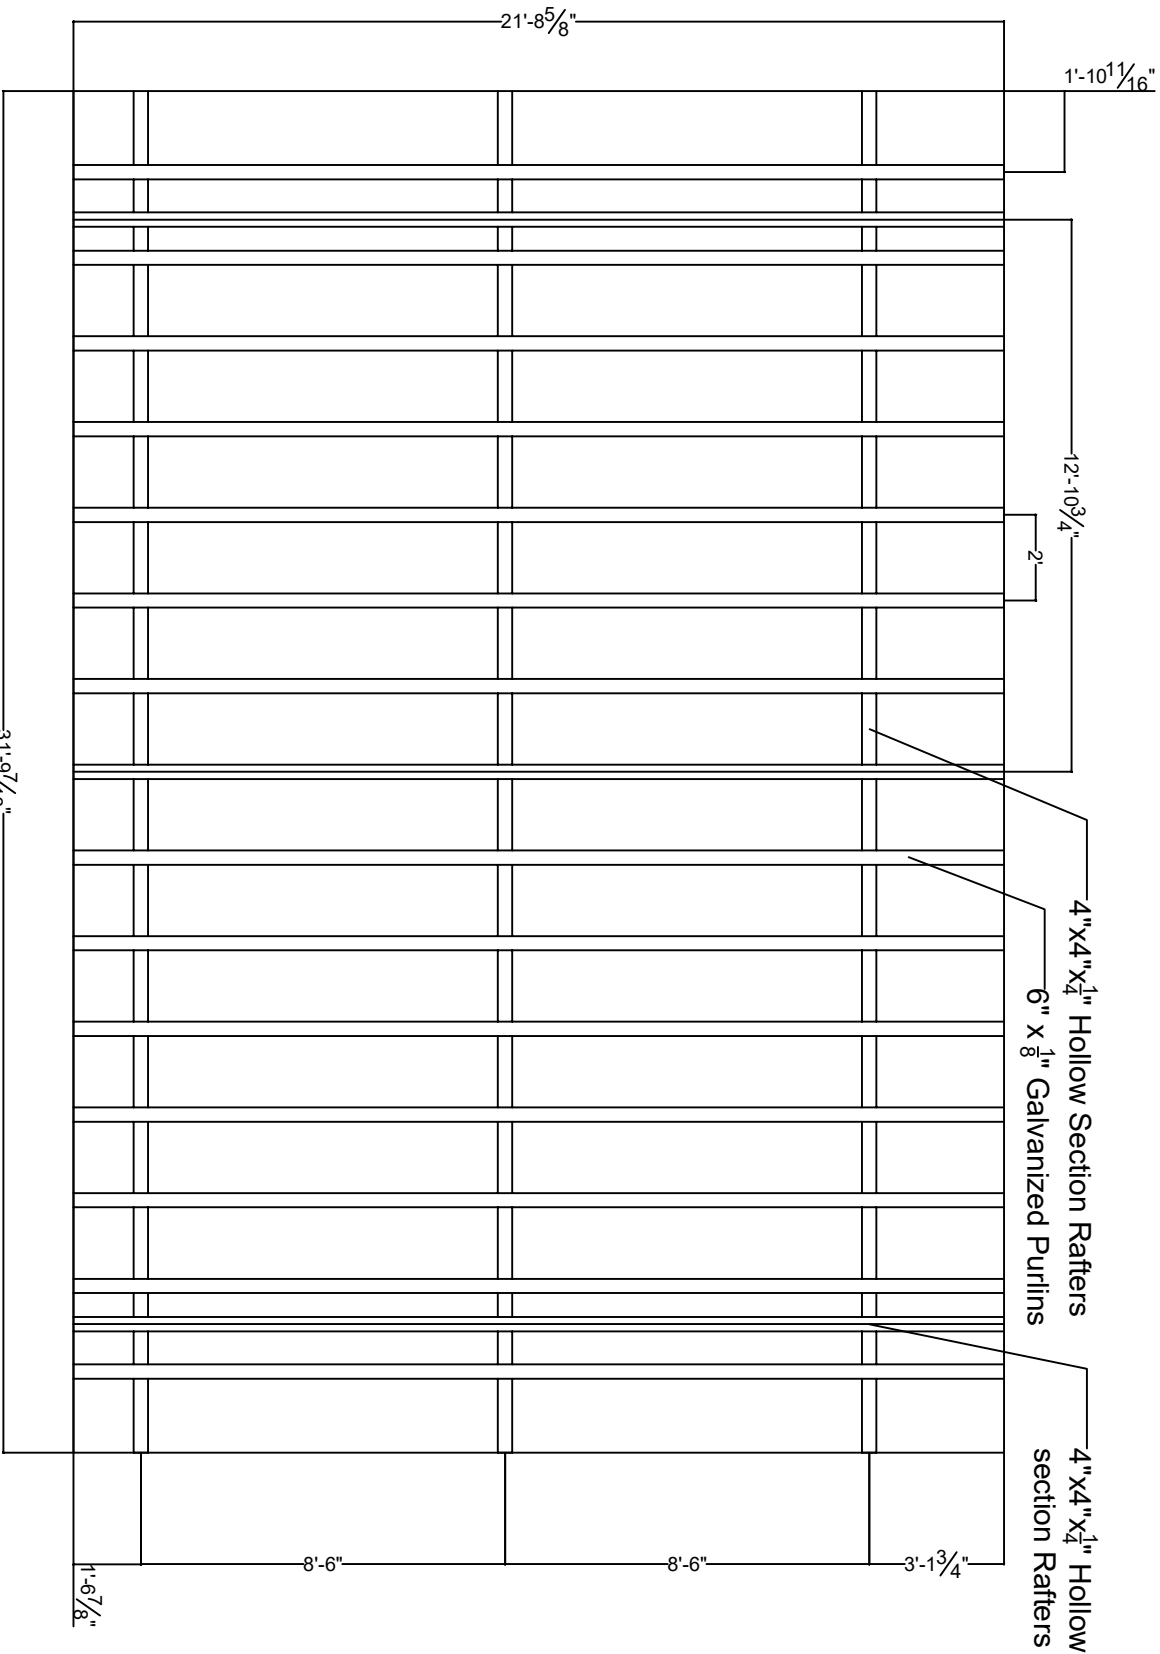 21'-8⅝"
1'-10 11/16"
12'-10¾"
2'
4"x4"x¼" Hollow Section Rafters
6" x ⅛" Galvanized Purlins
4"x4"x¼" Hollow
section Rafters
8'-6"
8'-6"
3'-1¾"
1'-6⅞"